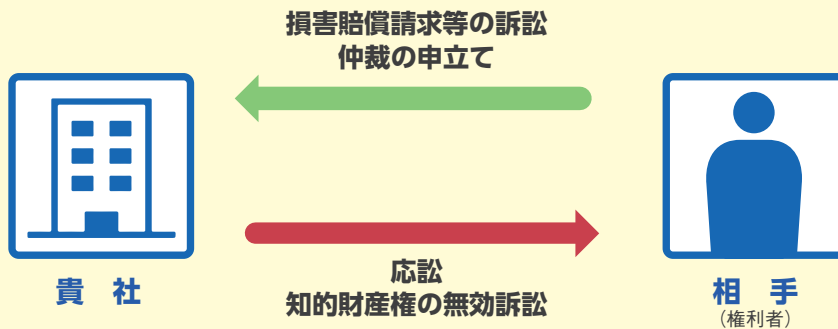 損害賠償請求等の訴訟
仲裁の申立て
貴 社
応訴
知的財産権の無効訴訟
相 手
（権利者）